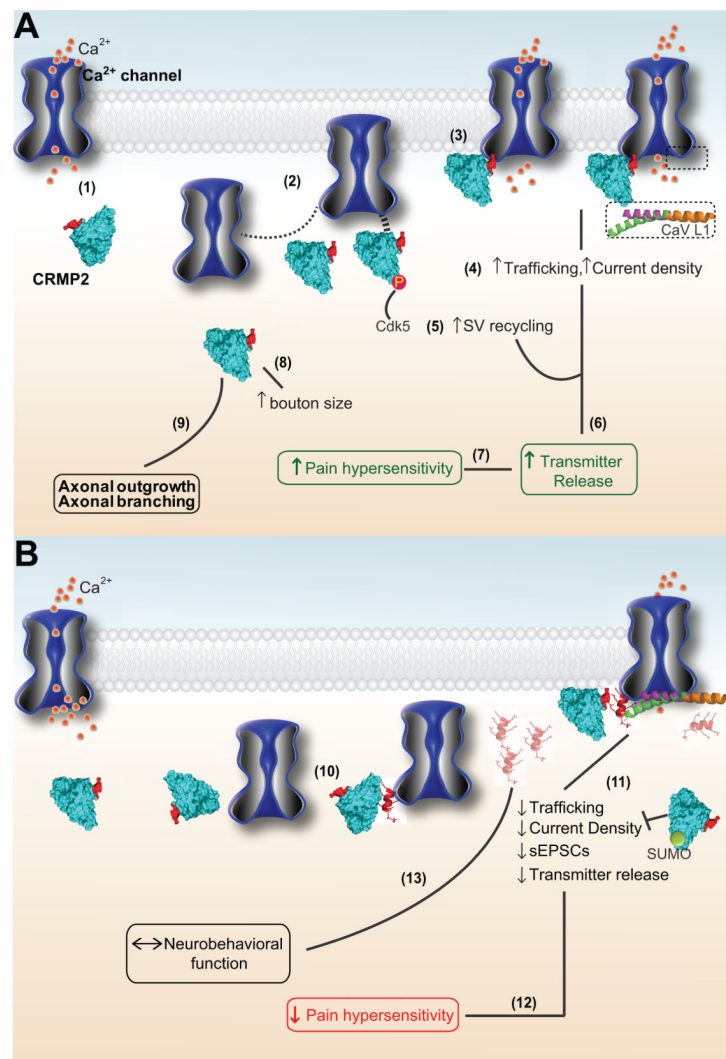 A
Ca²⁺
Ca²⁺ channel
(1)
(2)
(3)
CRMP2
P
Cdk5
CaV L1
(4) ↑Trafficking,↑Current density
(5) ↑SV recycling
(8)
↑ bouton size
(9)
(6)
Axonal outgrowth
Axonal branching
↑ Pain hypersensitivity
(7)
↑ Transmitter
Release
B
Ca²⁺
(10)
(11)
↓ Trafficking
↓ Current Density
↓ sEPSCs
↓ Transmitter release
SUMO
(13)
↔ Neurobehavioral
function
(12)
↓ Pain hypersensitivity